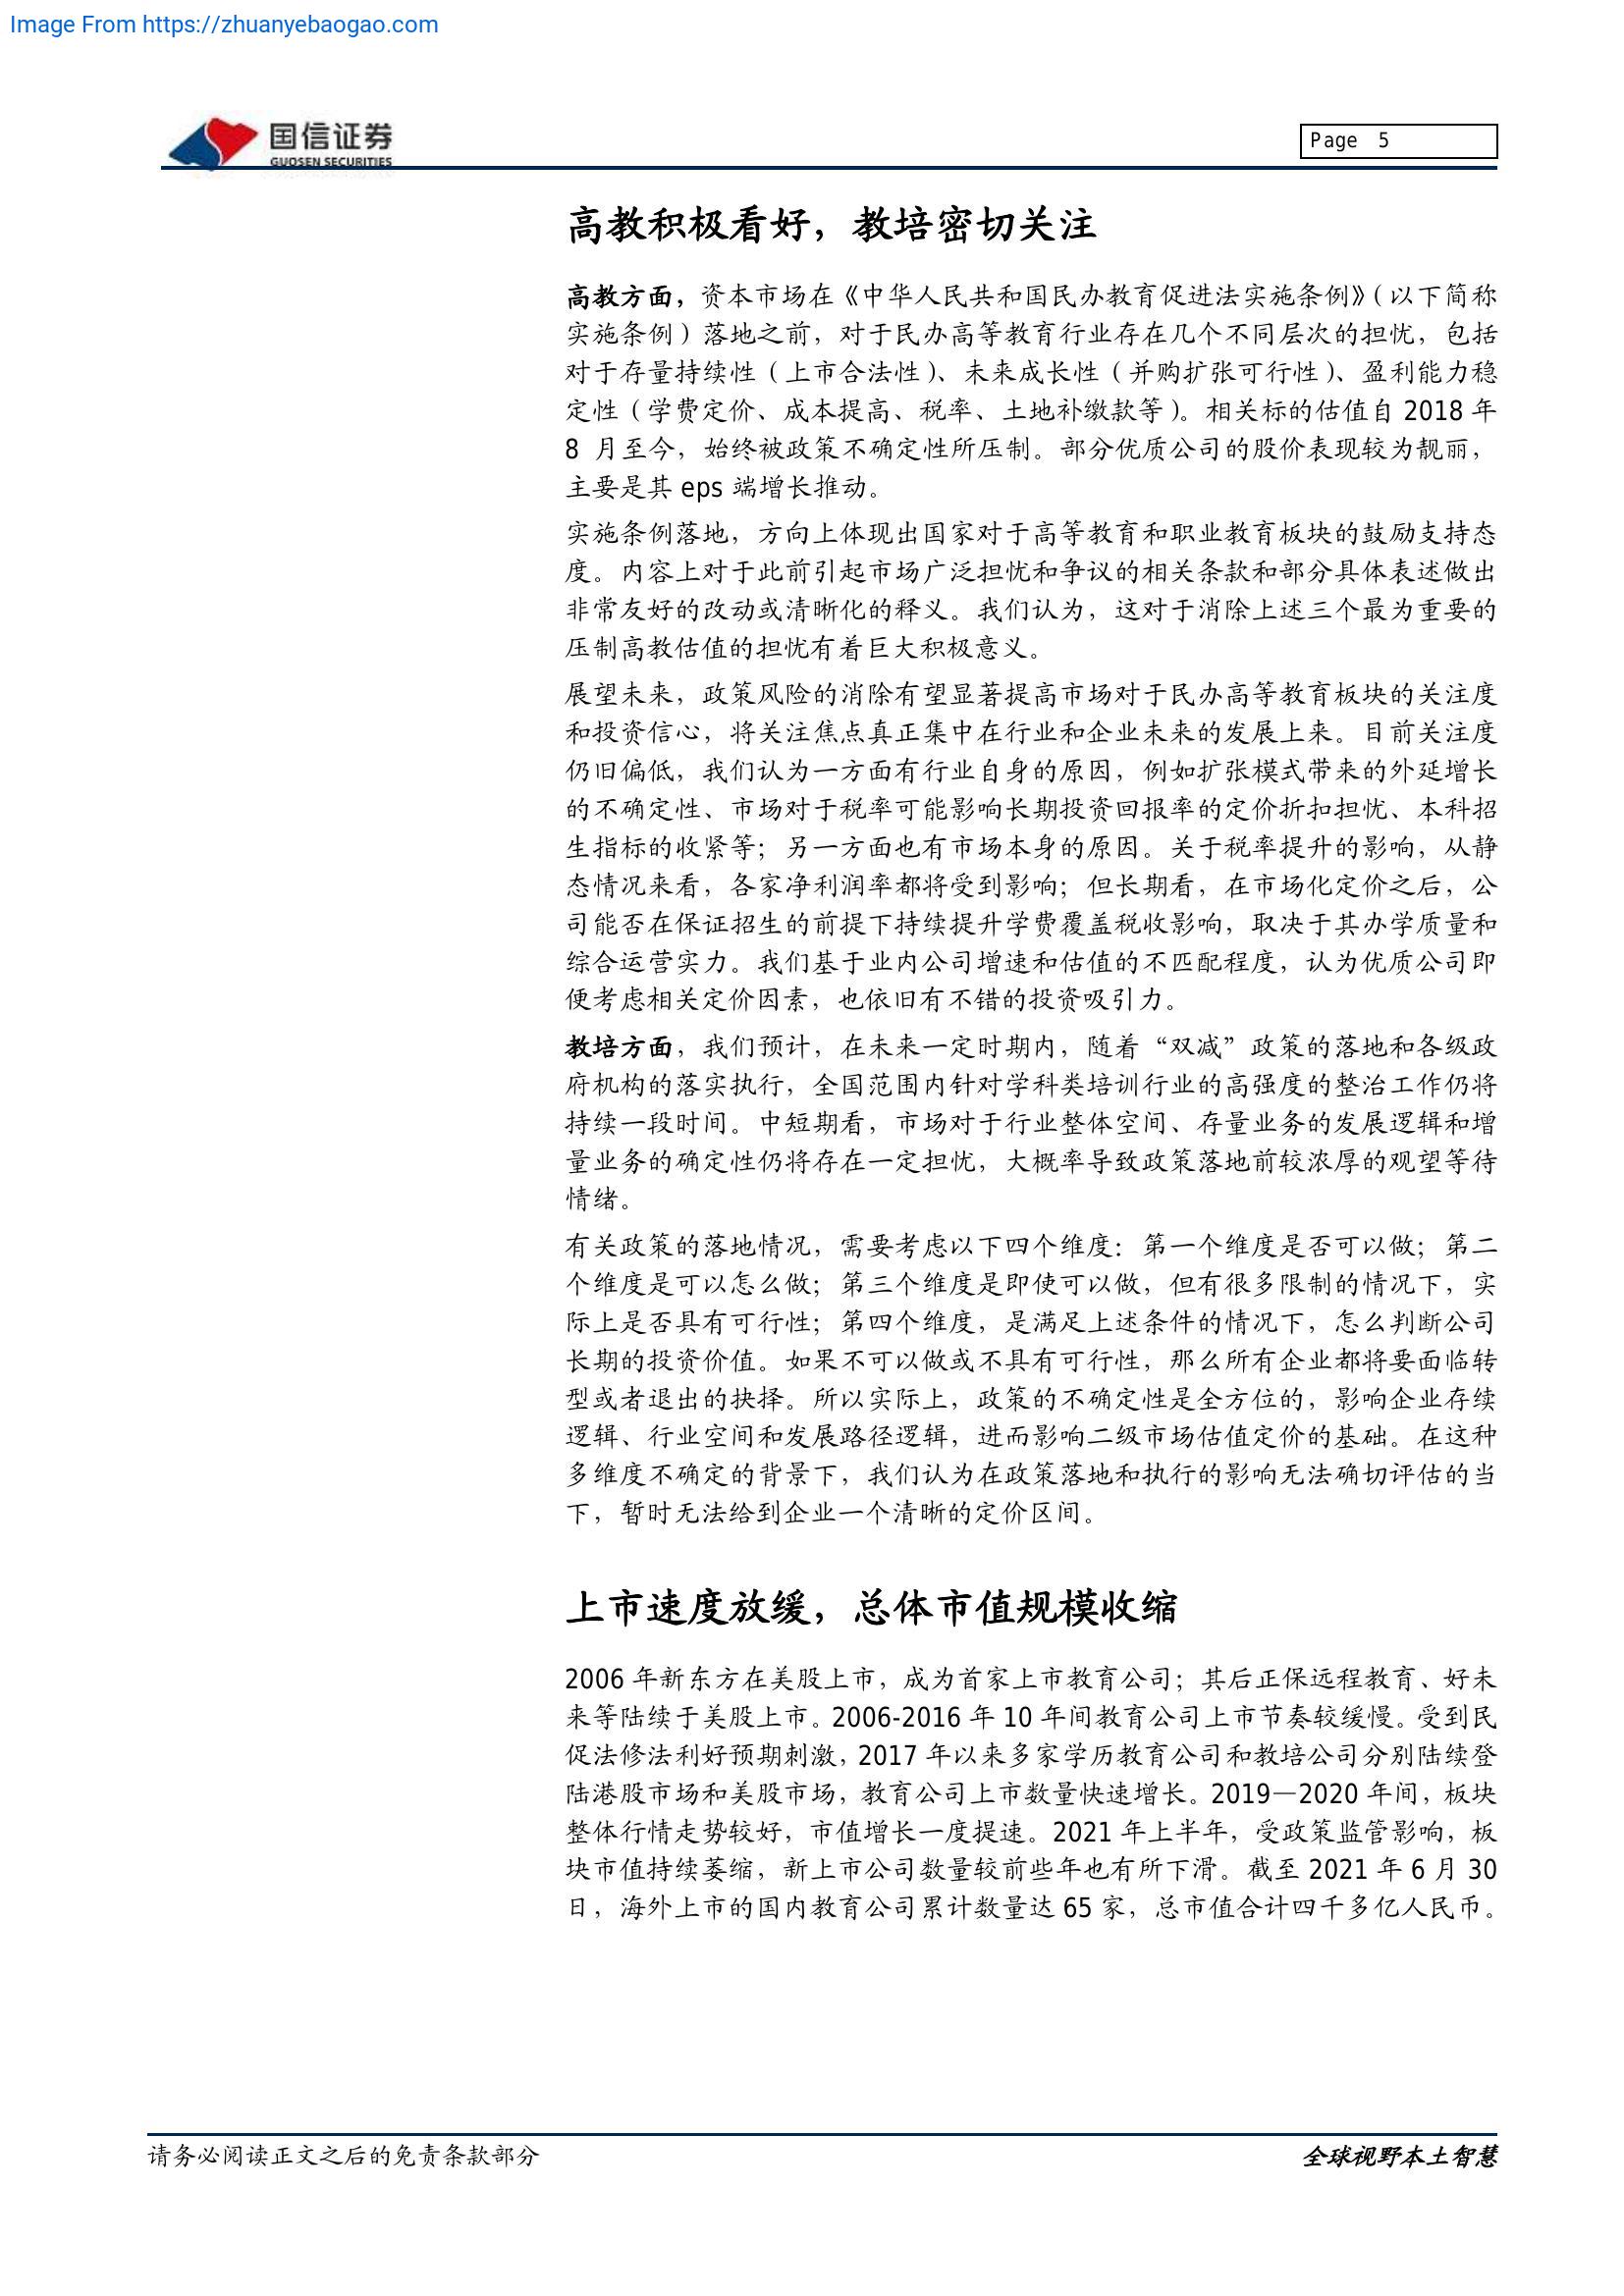 Image From https://zhuanyebaogao.com
国信证券
GUOSEN SECURITIES
Page 5
高教积极看好，教培密切关注
高教方面，资本市场在《中华人民共和国民办教育促进法实施条例》（以下简称
实施条例）落地之前，对于民办高等教育行业存在几个不同层次的担忧，包括
对于存量持续性（上市合法性）、未来成长性（并购扩张可行性）、盈利能力稳
定性（学费定价、成本提高、税率、土地补缴款等）。相关标的估值自 2018 年
8 月至今，始终被政策不确定性所压制。部分优质公司的股价表现较为靓丽，
主要是其 eps 端增长推动。
实施条例落地，方向上体现出国家对于高等教育和职业教育板块的鼓励支持态
度。内容上对于此前引起市场广泛担忧和争议的相关条款和部分具体表述做出
非常友好的改动或清晰化的释义。我们认为，这对于消除上述三个最为重要的
压制高教估值的担忧有着巨大积极意义。
展望未来，政策风险的消除有望显著提高市场对于民办高等教育板块的关注度
和投资信心，将关注焦点真正集中在行业和企业未来的发展上来。目前关注度
仍旧偏低，我们认为一方面有行业自身的原因，例如扩张模式带来的外延增长
的不确定性、市场对于税率可能影响长期投资回报率的定价折扣担忧、本科招
生指标的收紧等；另一方面也有市场本身的原因。关于税率提升的影响，从静
态情况来看，各家净利润率都将受到影响；但长期看，在市场化定价之后，公
司能否在保证招生的前提下持续提升学费覆盖税收影响，取决于其办学质量和
综合运营实力。我们基于业内公司增速和估值的不匹配程度，认为优质公司即
便考虑相关定价因素，也依旧有不错的投资吸引力。
教培方面，我们预计，在未来一定时期内，随着“双减”政策的落地和各级政
府机构的落实执行，全国范围内针对学科类培训行业的高强度的整治工作仍将
持续一段时间。中短期看，市场对于行业整体空间、存量业务的发展逻辑和增
量业务的确定性仍将存在一定担忧，大概率导致政策落地前较浓厚的观望等待
情绪。
有关政策的落地情况，需要考虑以下四个维度：第一个维度是否可以做；第二
个维度是可以怎么做；第三个维度是即使可以做，但有很多限制的情况下，实
际上是否具有可行性；第四个维度，是满足上述条件的情况下，怎么判断公司
长期的投资价值。如果不可以做或不具有可行性，那么所有企业都将要面临转
型或者退出的抉择。所以实际上，政策的不确定性是全方位的，影响企业存续
逻辑、行业空间和发展路径逻辑，进而影响二级市场估值定价的基础。在这种
多维度不确定的背景下，我们认为在政策落地和执行的影响无法确切评估的当
下，暂时无法给到企业一个清晰的定价区间。
上市速度放缓，总体市值规模收缩
2006 年新东方在美股上市，成为首家上市教育公司；其后正保远程教育、好未
来等陆续于美股上市。2006-2016 年 10 年间教育公司上市节奏较缓慢。受到民
促法修法利好预期刺激，2017 年以来多家学历教育公司和教培公司分别陆续登
陆港股市场和美股市场，教育公司上市数量快速增长。2019—2020 年间，板块
整体行情走势较好，市值增长一度提速。2021 年上半年，受政策监管影响，板
块市值持续萎缩，新上市公司数量较前些年也有所下滑。截至 2021 年 6 月 30
日，海外上市的国内教育公司累计数量达 65 家，总市值合计四千多亿人民币。
请务必阅读正文之后的免责条款部分
全球视野本土智慧